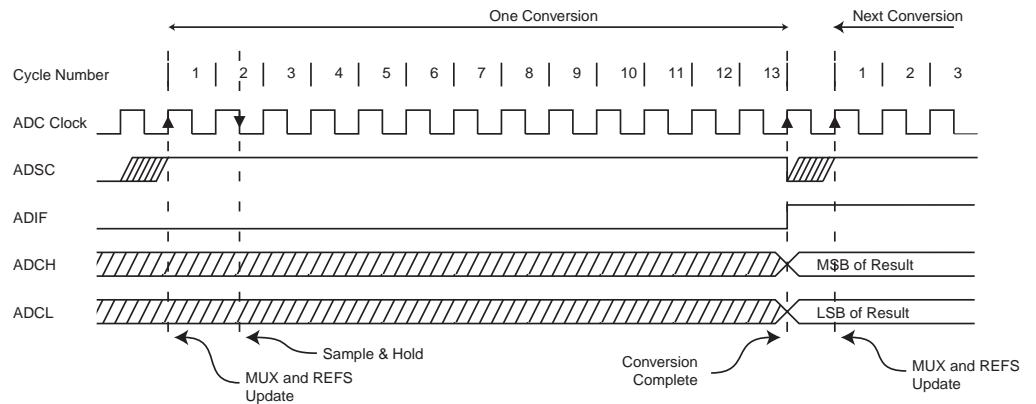 One Conversion Next Conversion
Cycle Number 1 2 3 4 5 6 7 8 9 10 11 12 13 1 2 3
ADC Clock
ADSC
ADIF
ADCH MSB of Result
ADCL LSB of Result
Sample & Hold
MUX and REFS
Update
Conversion
Complete
MUX and REFS
Update